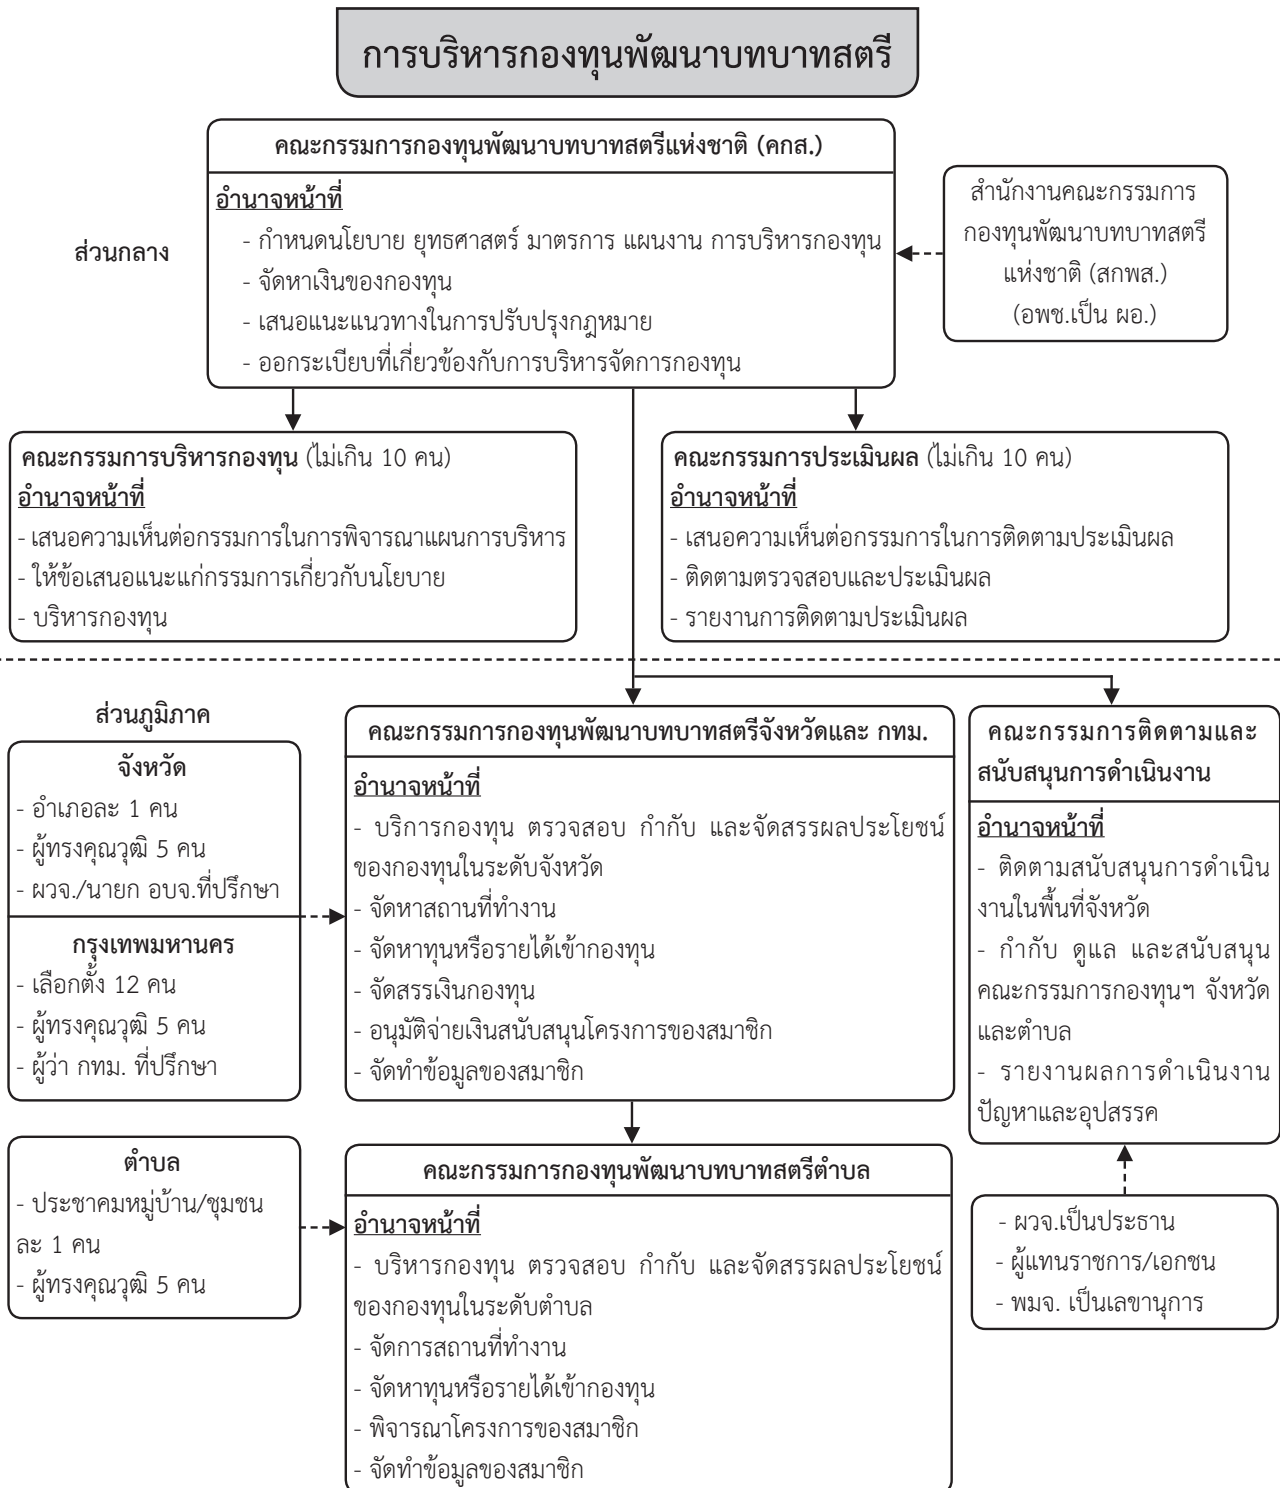 การบริหารกองทุนพัฒนาบทบาทสตรี
คณะกรรมการกองทุนพัฒนาบทบาทสตรีแห่งชาติ (คกส.)
อำนาจหน้าที่
- กำหนดนโยบาย ยุทธศาสตร์ มาตรการ แผนงาน การบริหารกองทุน
- จัดหาเงินของกองทุน
- เสนอแนะแนวทางในการปรับปรุงกฎหมาย
- ออกระเบียบที่เกี่ยวข้องกับการบริหารจัดการกองทุน
ส่วนกลาง
สำนักงานคณะกรรมการ
กองทุนพัฒนาบทบาทสตรี
แห่งชาติ (สกพส.)
(อพช.เป็น ผอ.)
คณะกรรมการบริหารกองทุน (ไม่เกิน 10 คน)
อำนาจหน้าที่
- เสนอความเห็นต่อกรรมการในการพิจารณาแผนการบริหาร
- ให้ข้อเสนอแนะแก่กรรมการเกี่ยวกับนโยบาย
- บริหารกองทุน
คณะกรรมการประเมินผล (ไม่เกิน 10 คน)
อำนาจหน้าที่
- เสนอความเห็นต่อกรรมการในการติดตามประเมินผล
- ติดตามตรวจสอบและประเมินผล
- รายงานการติดตามประเมินผล
ส่วนภูมิภาค
จังหวัด
- อำเภอละ 1 คน
- ผู้ทรงคุณวุฒิ 5 คน
- ผวจ./นายก อบจ.ที่ปรึกษา
กรุงเทพมหานคร
- เลือกตั้ง 12 คน
- ผู้ทรงคุณวุฒิ 5 คน
- ผู้ว่า กทม. ที่ปรึกษา
คณะกรรมการกองทุนพัฒนาบทบาทสตรีจังหวัดและ กทม.
อำนาจหน้าที่
- บริการกองทุน ตรวจสอบ กำกับ และจัดสรรผลประโยชน์
ของกองทุนในระดับจังหวัด
- จัดหาสถานที่ทำงาน
- จัดหาทุนหรือรายได้เข้ากองทุน
- จัดสรรเงินกองทุน
- อนุมัติจ่ายเงินสนับสนุนโครงการของสมาชิก
- จัดทำข้อมูลของสมาชิก
คณะกรรมการติดตามและ
สนับสนุนการดำเนินงาน
อำนาจหน้าที่
- ติดตามสนับสนุนการดำเนิน
งานในพื้นที่จังหวัด
- กำกับ ดูแล และสนับสนุน
คณะกรรมการกองทุนฯ จังหวัด
และตำบล
- รายงานผลการดำเนินงาน
ปัญหาและอุปสรรค
ตำบล
- ประชาคมหมู่บ้าน/ชุมชน
ละ 1 คน
- ผู้ทรงคุณวุฒิ 5 คน
คณะกรรมการกองทุนพัฒนาบทบาทสตรีตำบล
อำนาจหน้าที่
- บริหารกองทุน ตรวจสอบ กำกับ และจัดสรรผลประโยชน์
ของกองทุนในระดับตำบล
- จัดการสถานที่ทำงาน
- จัดหาทุนหรือรายได้เข้ากองทุน
- พิจารณาโครงการของสมาชิก
- จัดทำข้อมูลของสมาชิก
- ผวจ.เป็นประธาน
- ผู้แทนราชการ/เอกชน
- พมจ. เป็นเลขานุการ